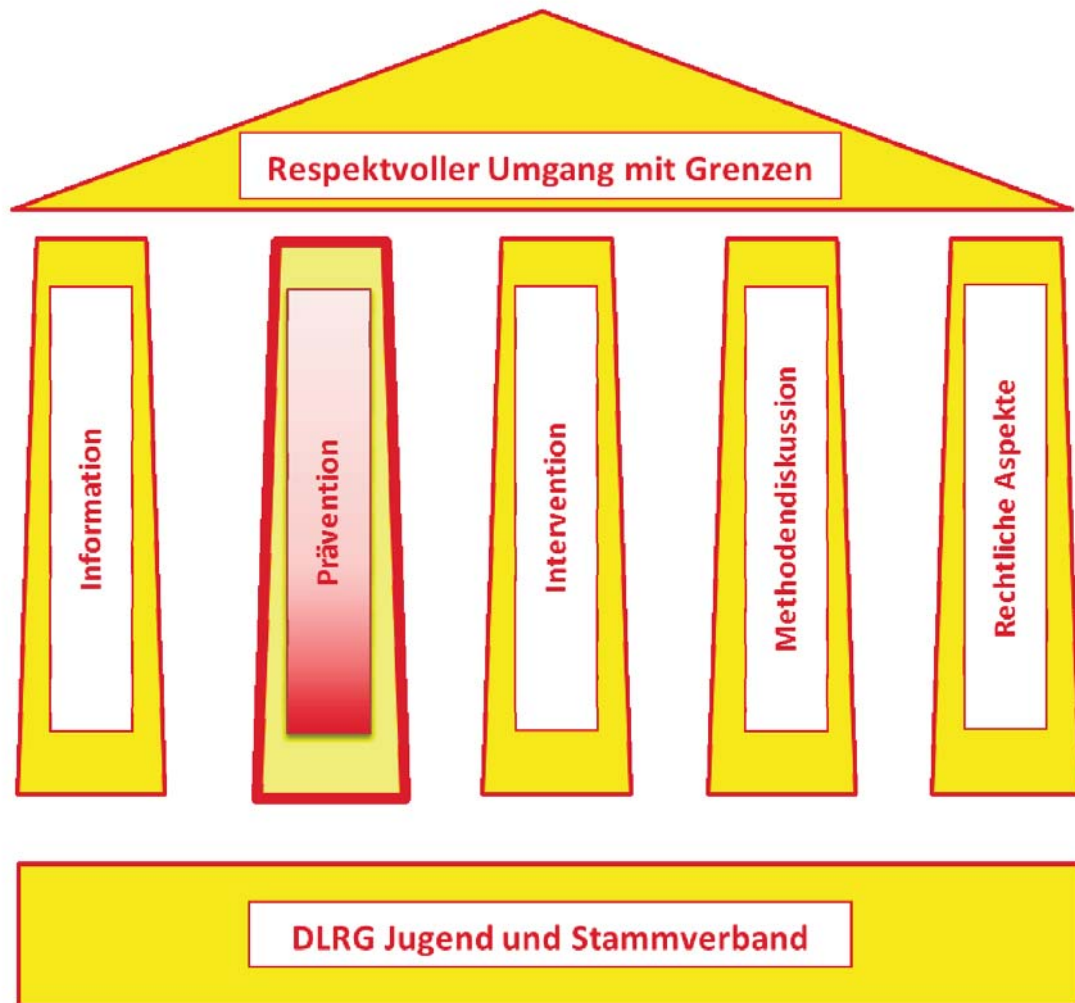 Respektvoller Umgang mit Grenzen
Information
Prävention
Intervention
Methodendiskussion
Rechtliche Aspekte
DLRG Jugend und Stammverband